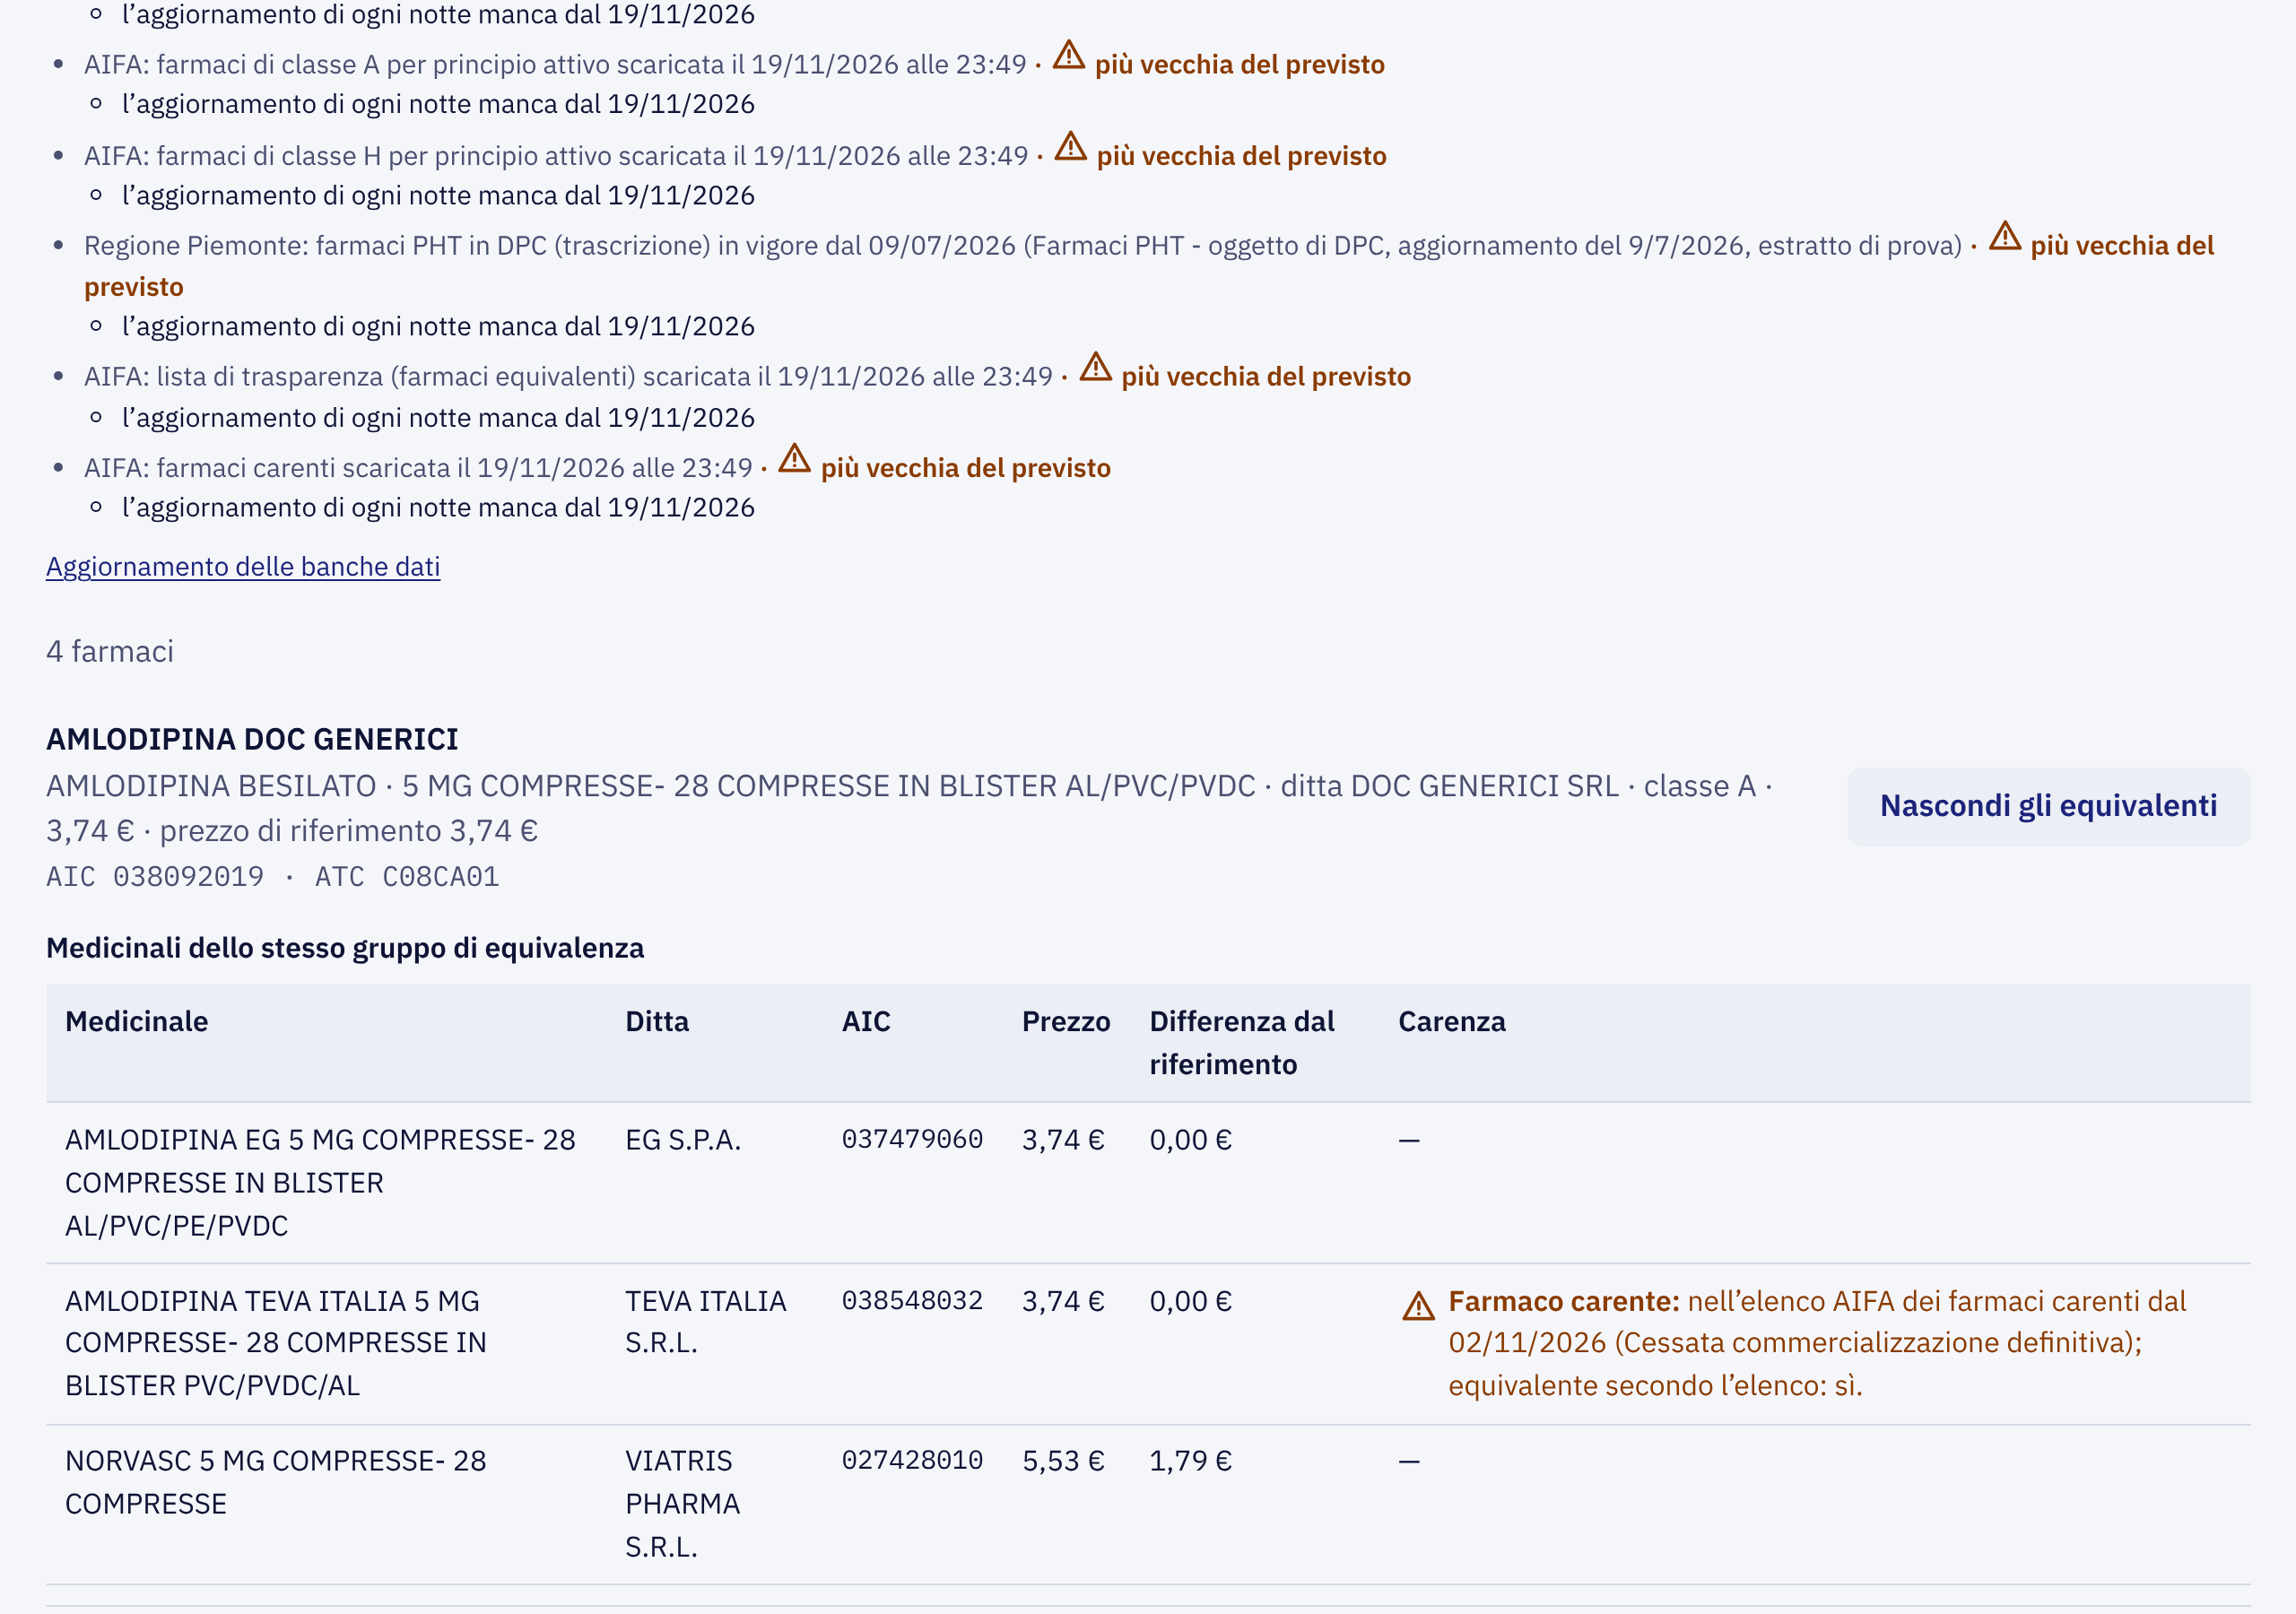 l’aggiornamento di ogni notte manca dal 19/11/2026
AIFA: farmaci di classe A per principio attivo scaricata il 19/11/2026 alle 23:49 · più vecchia del previsto
l’aggiornamento di ogni notte manca dal 19/11/2026
AIFA: farmaci di classe H per principio attivo scaricata il 19/11/2026 alle 23:49 · più vecchia del previsto
l’aggiornamento di ogni notte manca dal 19/11/2026
Regione Piemonte: farmaci PHT in DPC (trascrizione) in vigore dal 09/07/2026 (Farmaci PHT - oggetto di DPC, aggiornamento del 9/7/2026, estratto di prova) · più vecchia del
previsto
l’aggiornamento di ogni notte manca dal 19/11/2026
AIFA: lista di trasparenza (farmaci equivalenti) scaricata il 19/11/2026 alle 23:49 · più vecchia del previsto
l’aggiornamento di ogni notte manca dal 19/11/2026
AIFA: farmaci carenti scaricata il 19/11/2026 alle 23:49 · più vecchia del previsto
l’aggiornamento di ogni notte manca dal 19/11/2026
Aggiornamento delle banche dati
4 farmaci
AMLODIPINA DOC GENERICI
AMLODIPINA BESILATO · 5 MG COMPRESSE- 28 COMPRESSE IN BLISTER AL/PVC/PVDC · ditta DOC GENERICI SRL · classe A ·
3,74 € · prezzo di riferimento 3,74 €
AIC 038092019 · ATC C08CA01
Nascondi gli equivalenti
Medicinali dello stesso gruppo di equivalenza
Medicinale Ditta AIC Prezzo Differenza dal Carenza
riferimento
AMLODIPINA EG 5 MG COMPRESSE- 28 EG S.P.A. 037479060 3,74 € 0,00 € —
COMPRESSE IN BLISTER
AL/PVC/PE/PVDC
AMLODIPINA TEVA ITALIA 5 MG TEVA ITALIA 038548032 3,74 € 0,00 € Farmaco carente: nell’elenco AIFA dei farmaci carenti dal
COMPRESSE- 28 COMPRESSE IN S.R.L. 02/11/2026 (Cessata commercializzazione definitiva);
BLISTER PVC/PVDC/AL equivalente secondo l’elenco: sì.
NORVASC 5 MG COMPRESSE- 28 VIATRIS 027428010 5,53 € 1,79 € —
COMPRESSE PHARMA
S.R.L.